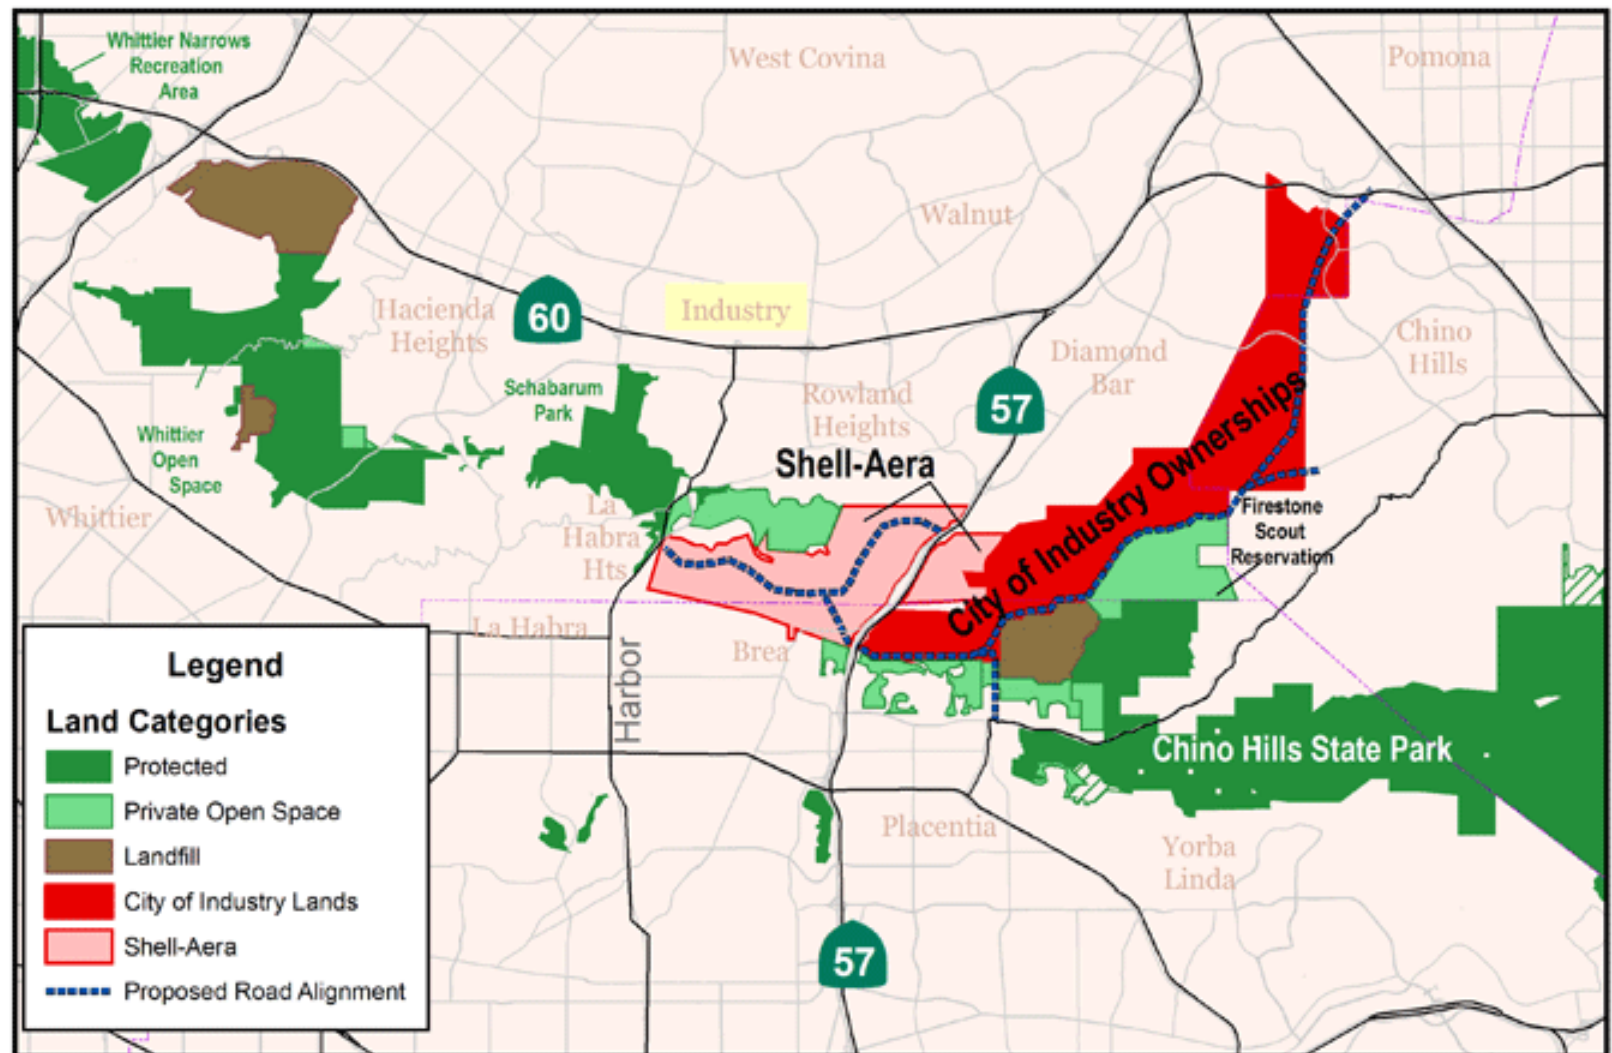 Whittier Narrows
Recreation
Area
West Covina
Pomona
Walnut
Hacienda
Heights
60
Industry
Chino
Hills
Diamond
Bar
Schabarum
Park
Rowland
Heights
57
Whittier
Open
Space
Shell-Aera
City of Industry Ownerships
Whittier
La
Habra
Hts
Firestone
Scout
Reservation
La Habra
Brea
Harbor
Chino Hills State Park
Placentia
Yorba
Linda
57
Legend
Land Categories
Protected
Private Open Space
Landfill
City of Industry Lands
Shell-Aera
Proposed Road Alignment